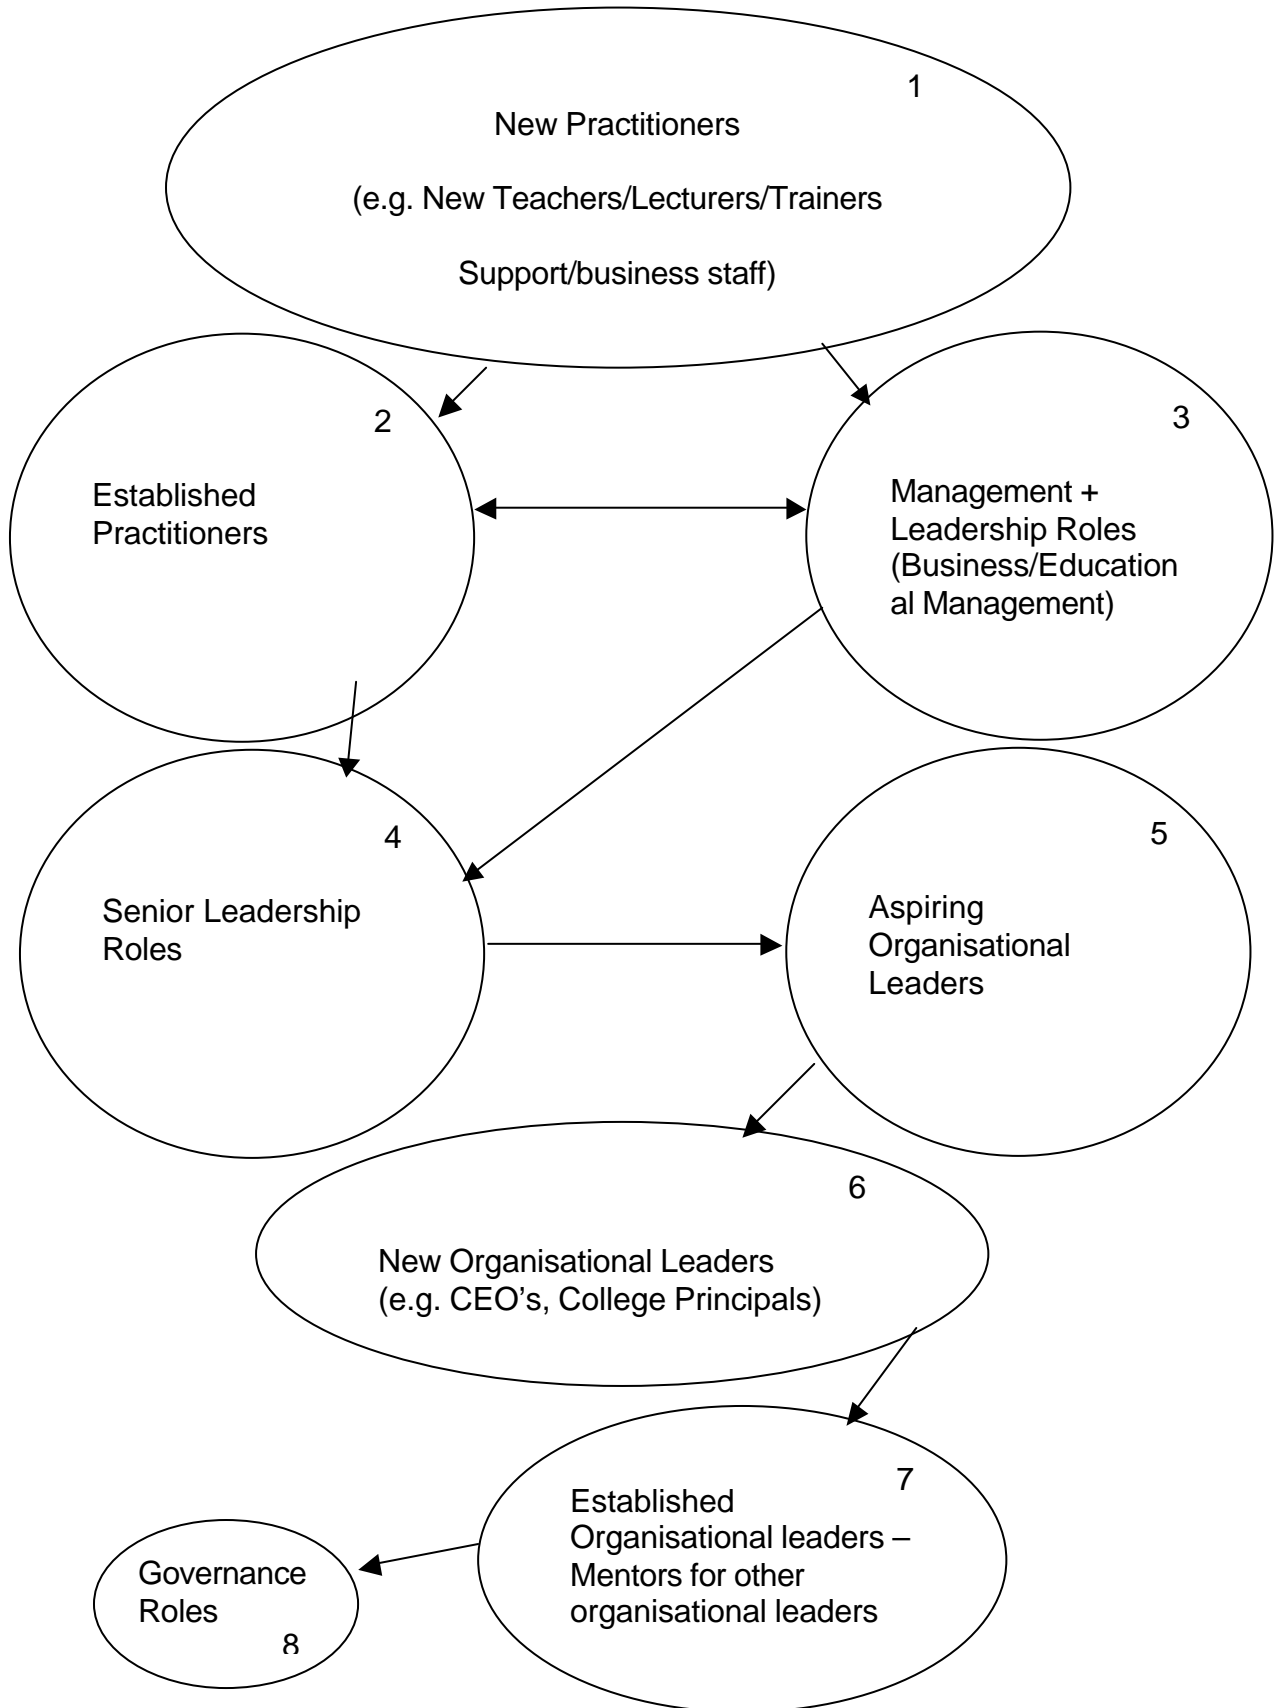 1
New Practitioners
(e.g. New Teachers/Lecturers/Trainers
Support/business staff)
2
Established
Practitioners
3
Management +
Leadership Roles
(Business/Education
al Management)
4
Senior Leadership
Roles
5
Aspiring
Organisational
Leaders
6
New Organisational Leaders
(e.g. CEO’s, College Principals)
7
Established
Organisational leaders –
Mentors for other
organisational leaders
Governance
Roles
8